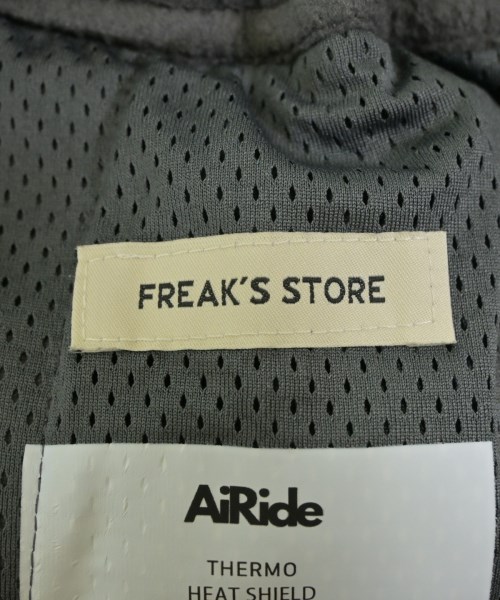 FREAK'S STORE
AiRide
THERMO
HEAT SHIELD